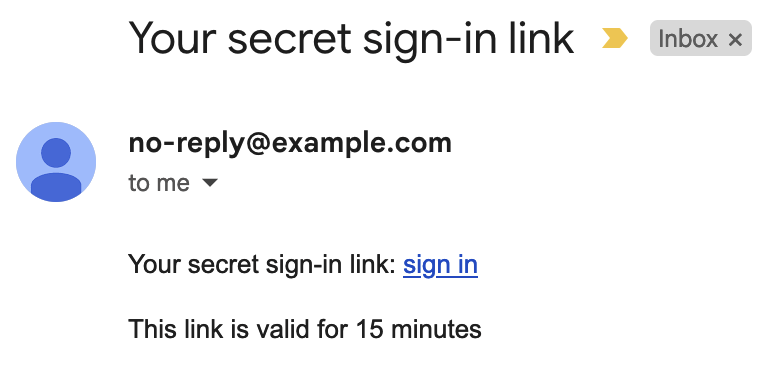 Your secret sign-in link
Inbox ×
no-reply@example.com
to me
Your secret sign-in link: sign in
This link is valid for 15 minutes